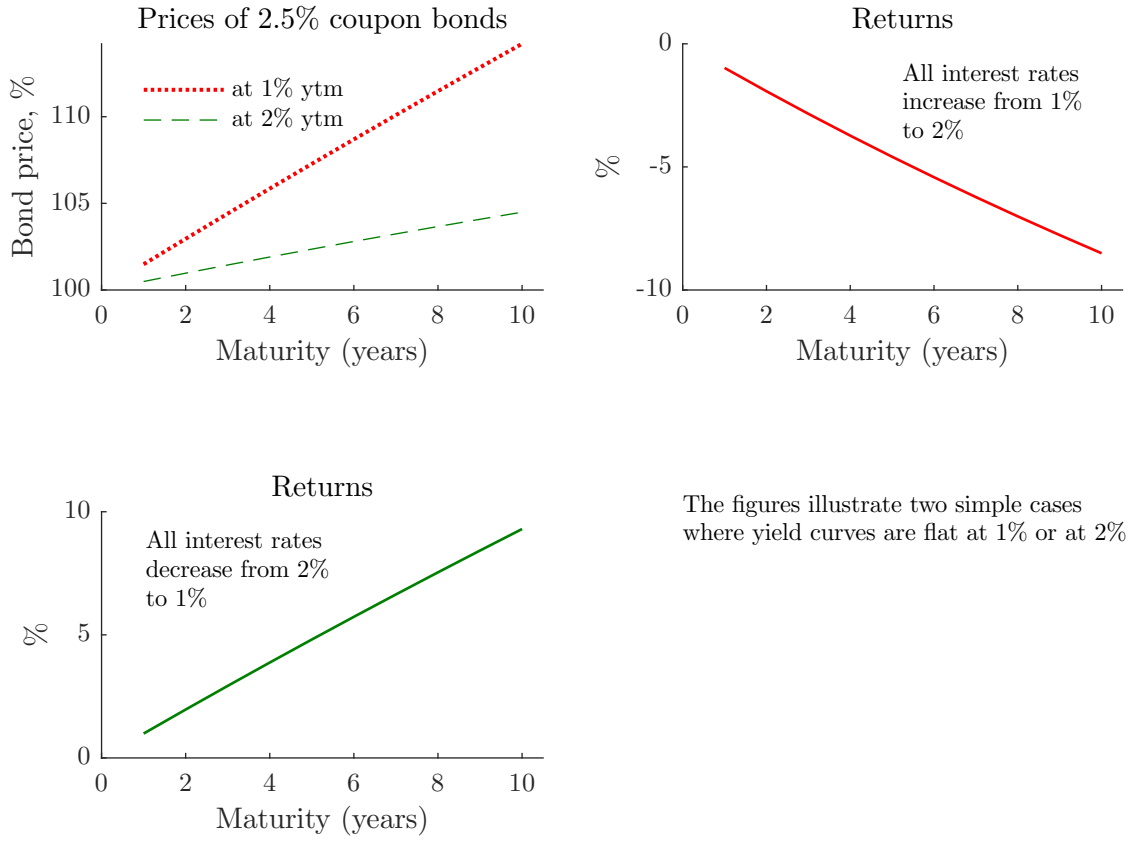 Prices of 2.5% coupon bonds
Bond price, %
110
105
100
at 1% ytm
at 2% ytm
0 2 4 6 8 10
Maturity (years)
Returns
%
0
-5
-10
All interest rates
increase from 1%
to 2%
0 2 4 6 8 10
Maturity (years)
Returns
%
10
5
0
All interest rates
decrease from 2%
to 1%
0 2 4 6 8 10
Maturity (years)
The figures illustrate two simple cases
where yield curves are flat at 1% or at 2%